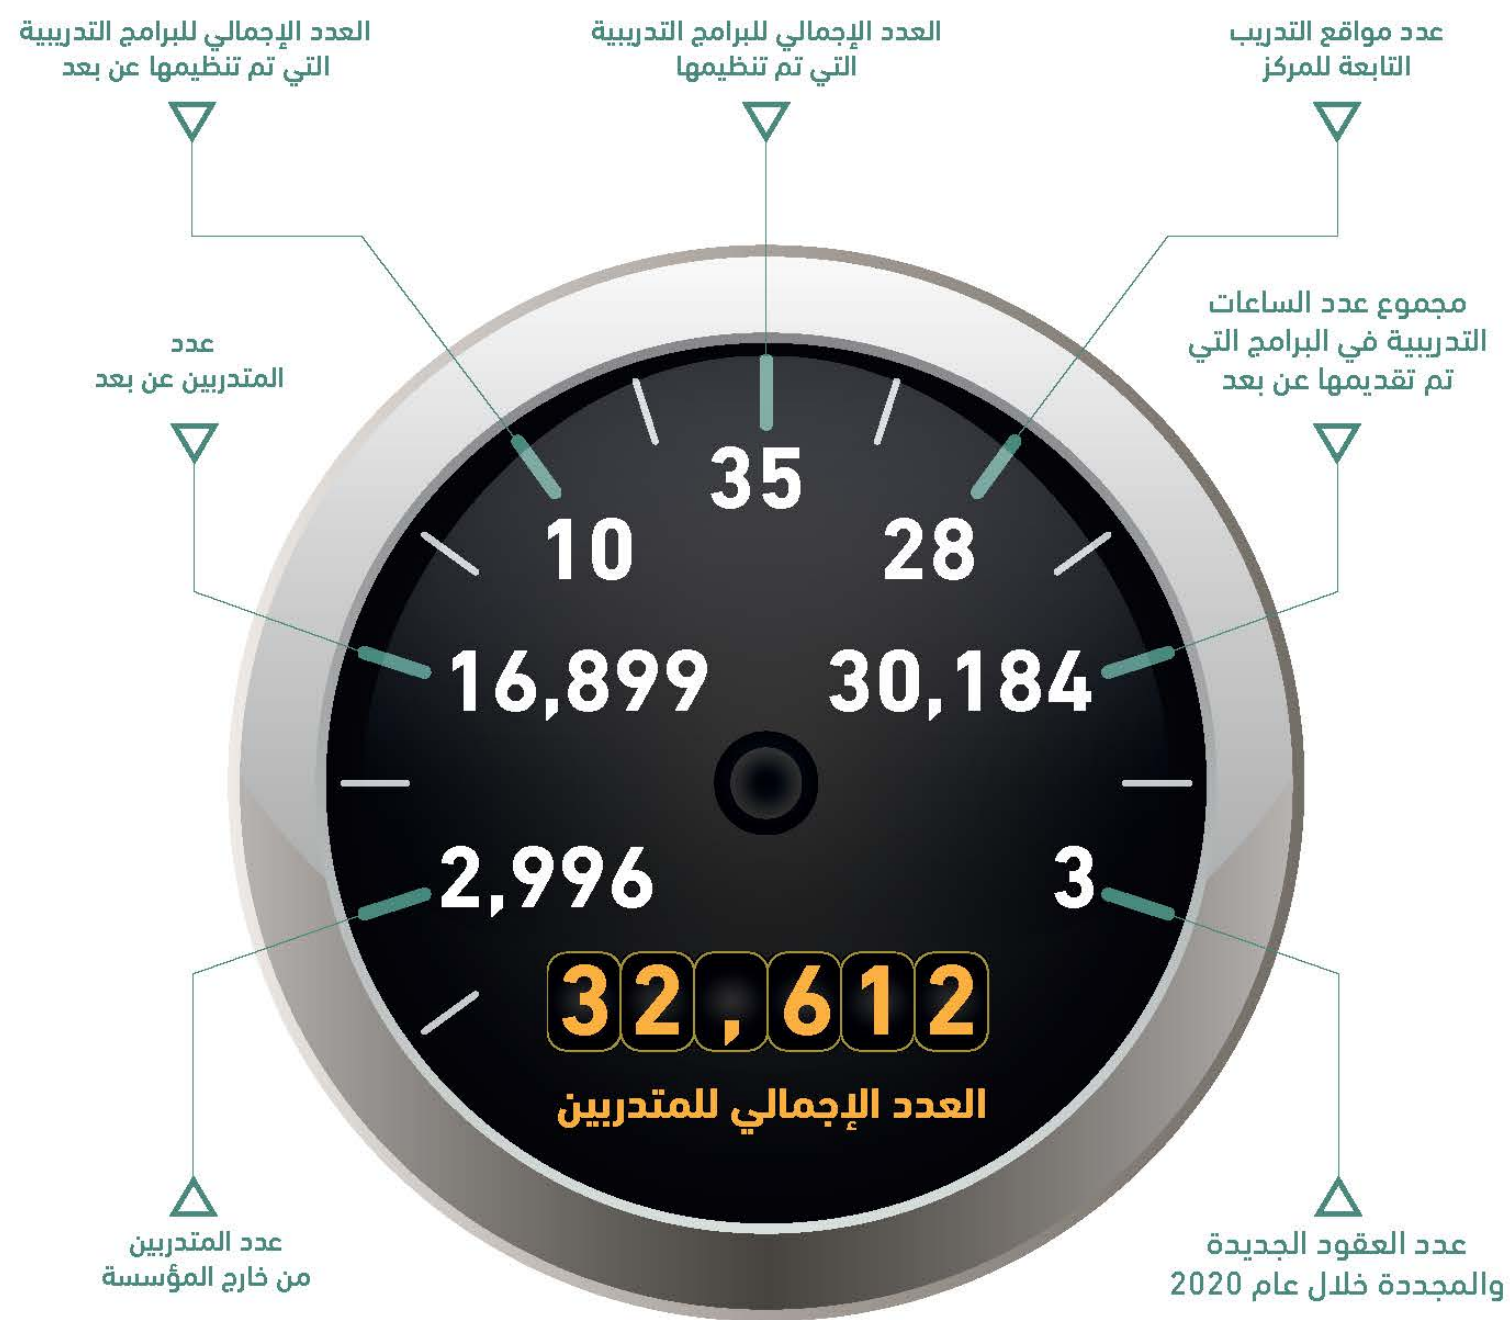 عدد مواقع التدريب
التابعة للمركز
العدد الإجمالي للبرامج التدريبية
التي تم تنظيمها
العدد الإجمالي للبرامج التدريبية
التي تم تنظيمها عن بعد
مجموع عدد الساعات
التدريبية في البرامج التي
تم تقديمها عن بعد
عدد
المتدربين عن بعد
35
28
10
30,184
16,899
3
2,996
32,612
العدد الإجمالي للمتدربين
عدد العقود الجديدة
والمجددة خلال عام 2020
عدد المتدربين
من خارج المؤسسة